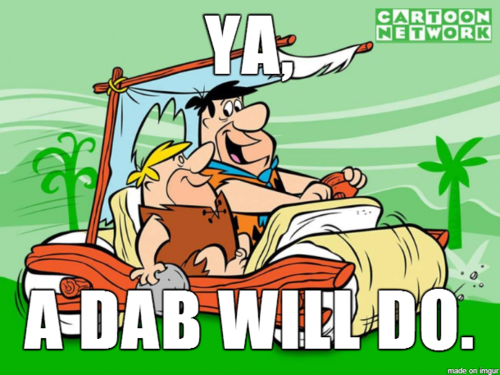 CARTOON
NETWORK
YA,
A DAB WILL DO.
made on imgur